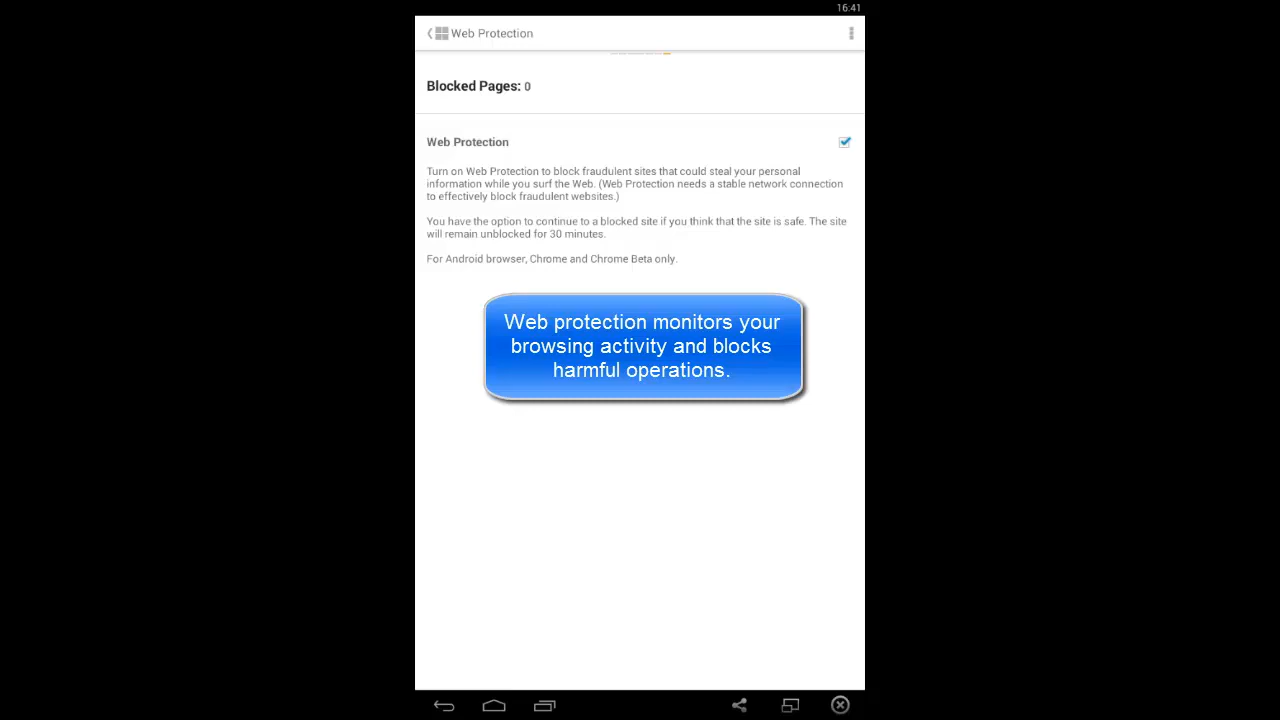 16:41
Web Protection
Blocked Pages: 0
Web Protection
Turn on Web Protection to block fraudulent sites that could steal your personal
information while you surf the Web. (Web Protection needs a stable network connection
to effectively block fraudulent websites.)
You have the option to continue to a blocked site if you think that the site is safe. The site
will remain unblocked for 30 minutes.
For Android browser, Chrome and Chrome Beta only.
Web protection monitors your
browsing activity and blocks
harmful operations.